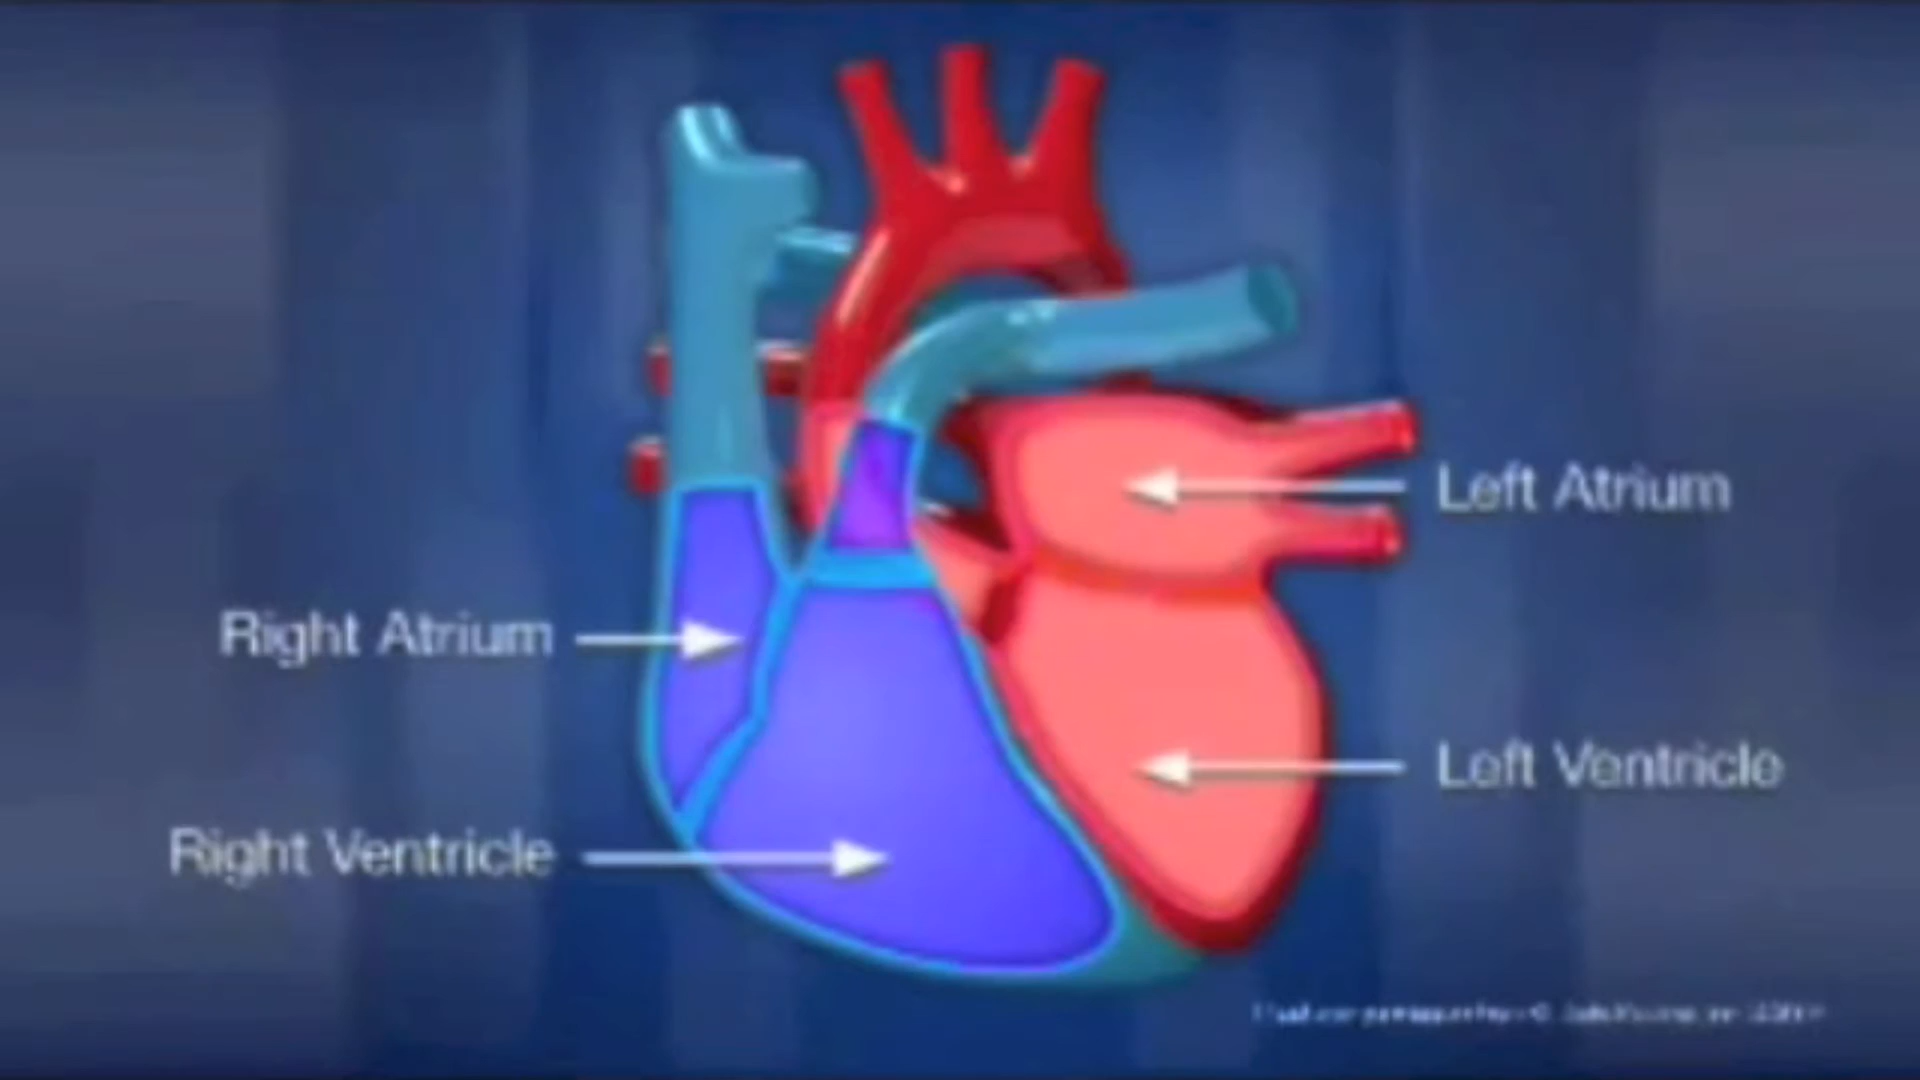 Left Atrium
Right Atrium
Left Ventricle
Right Ventricle